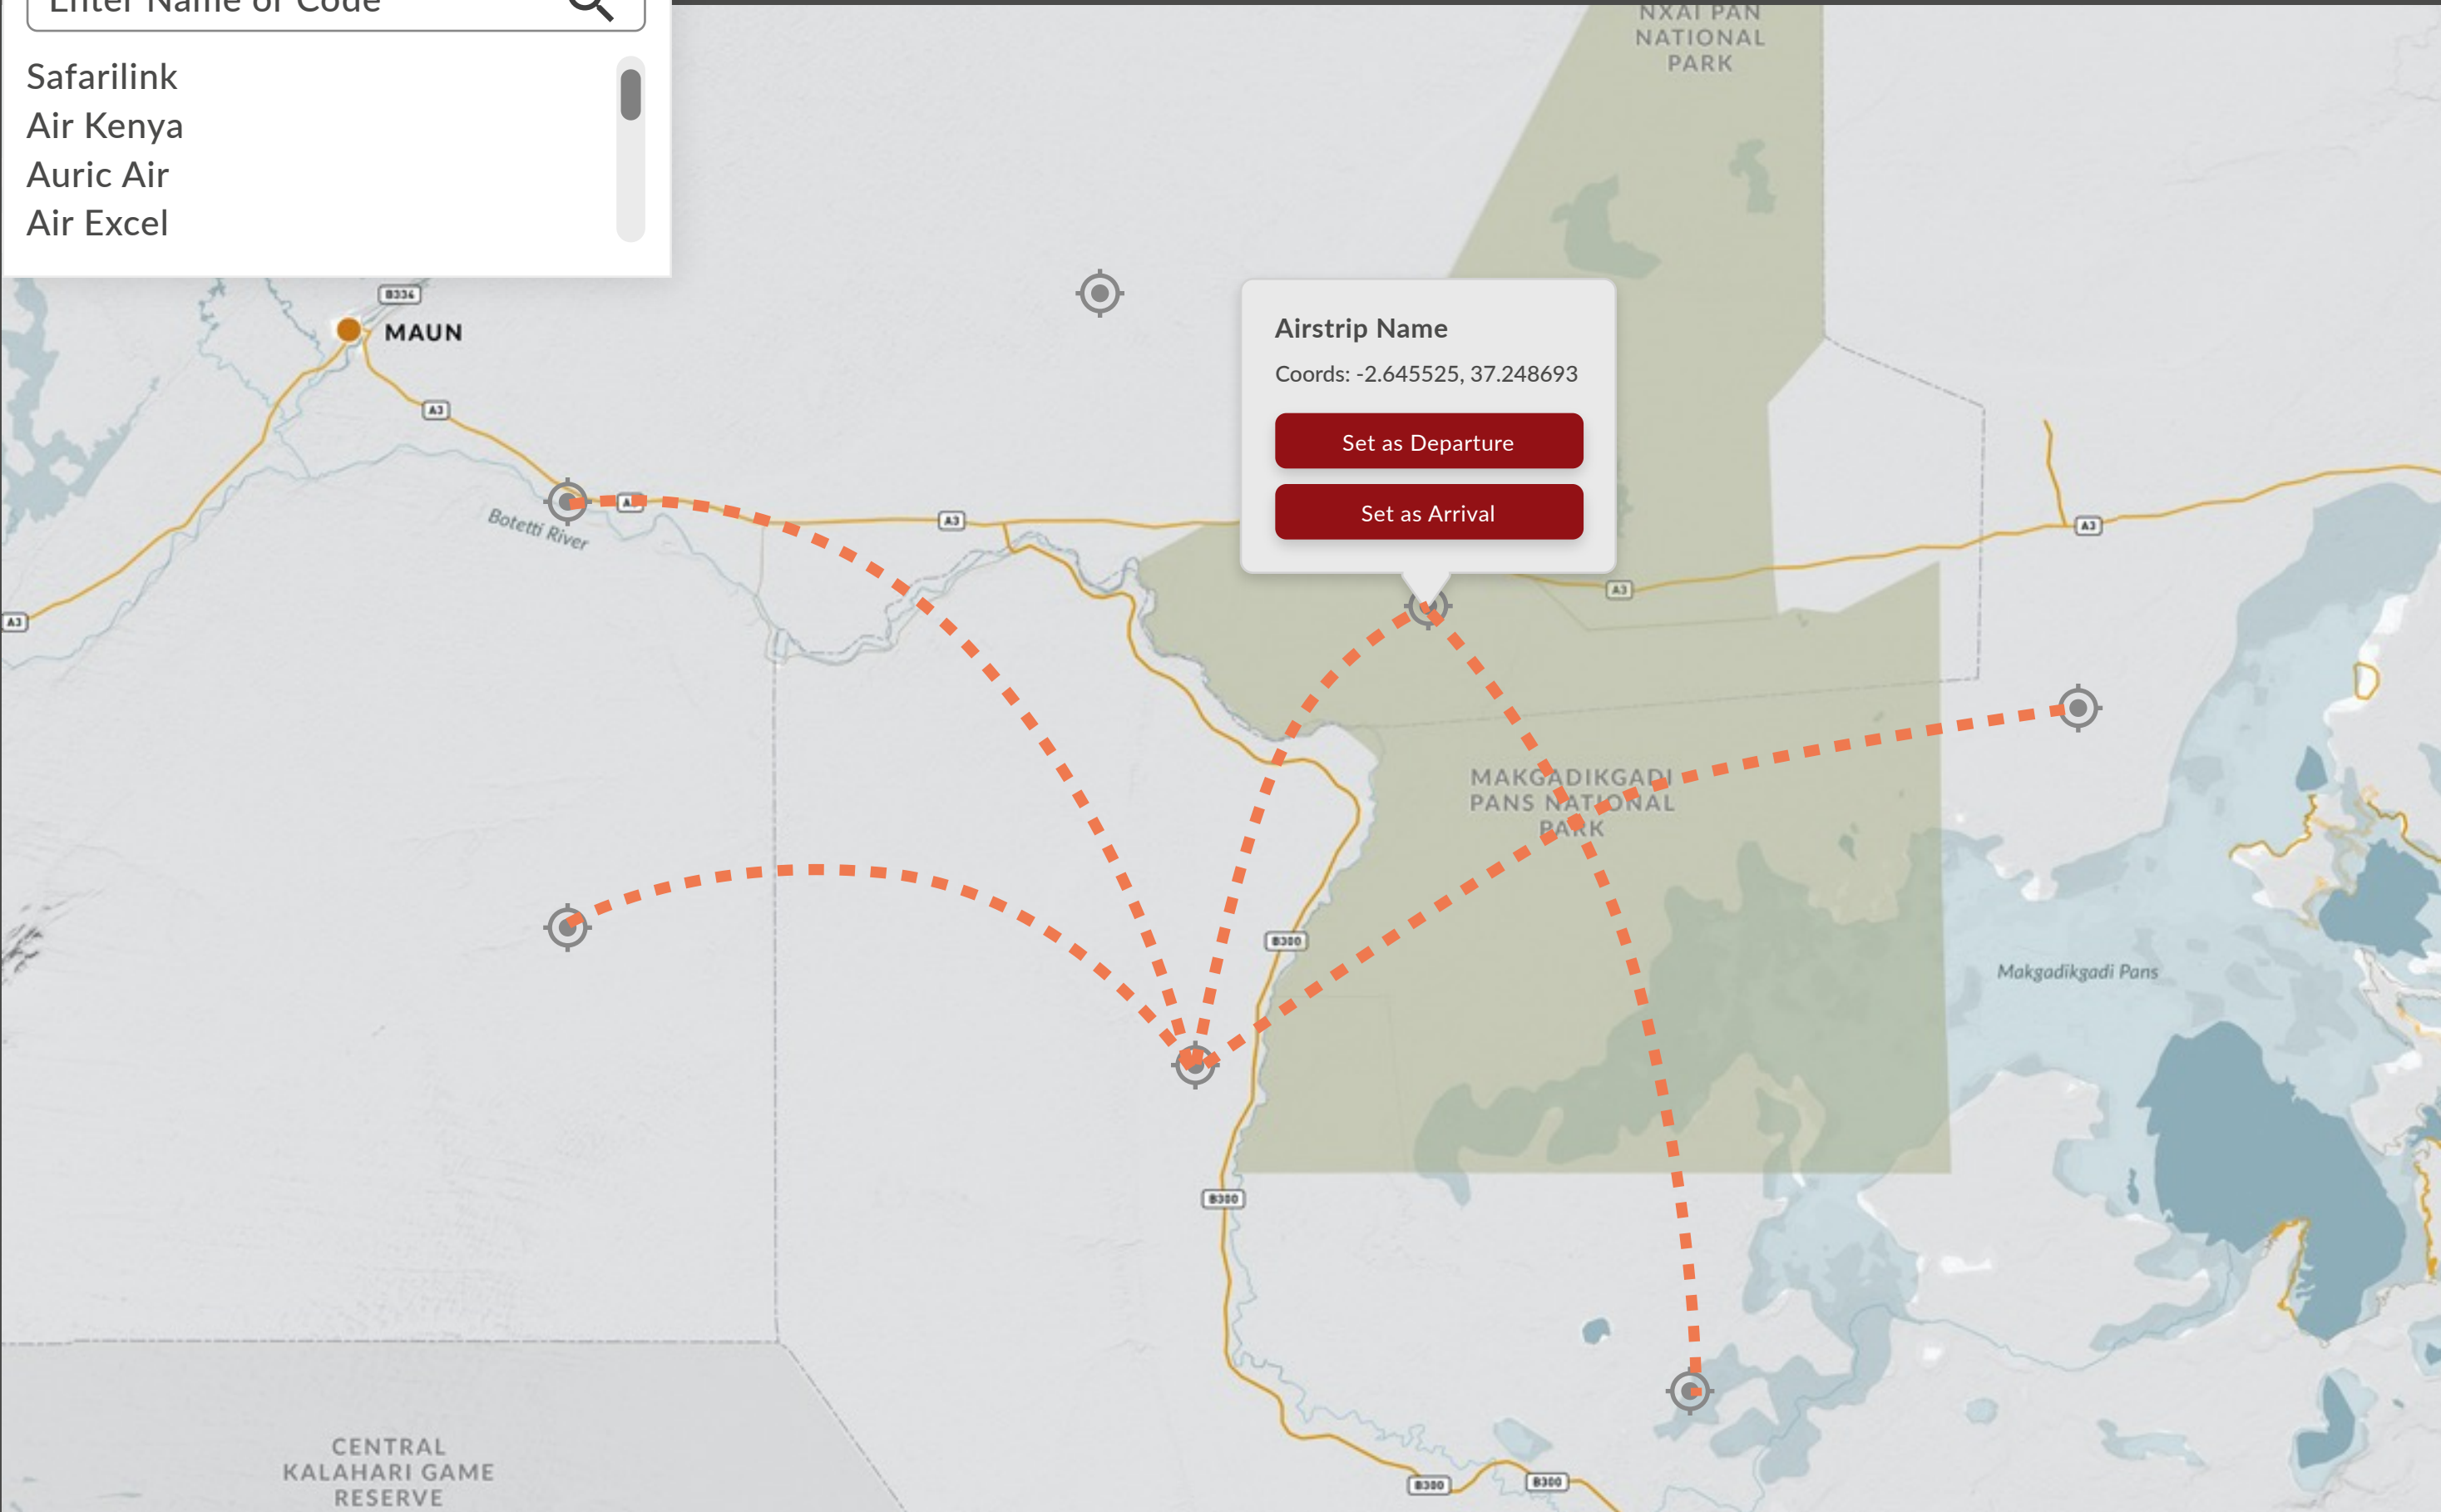 Enter Name or Code
Safarilink
Air Kenya
Auric Air
Air Excel
NXAI PAN
NATIONAL
PARK
B334
MAUN
A3
Airstrip Name
Coords: -2.645525, 37.248693
Set as Departure
Set as Arrival
Botetti River
A3
A3
A3
A3
MAKGADIKGADI
PANS NATIONAL
PARK
B300
Makgadikgadi Pans
B300
CENTRAL
KALAHARI GAME
RESERVE
B300
B300